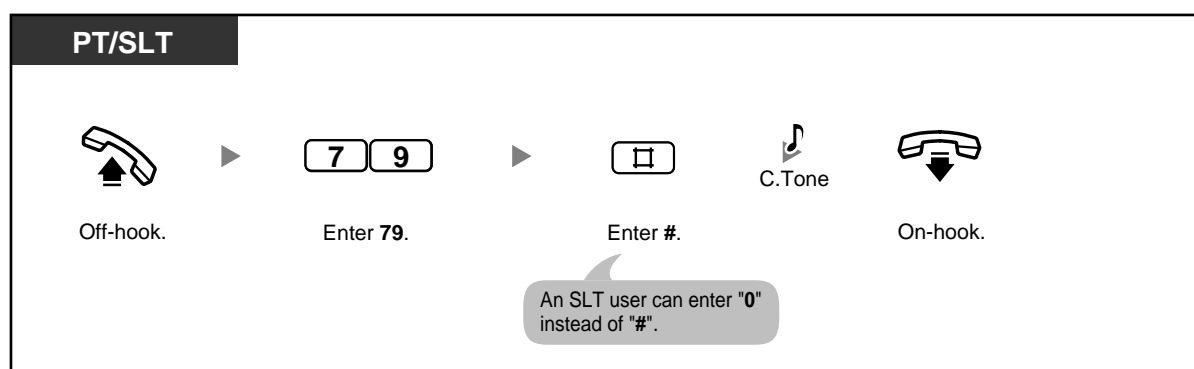 PT/SLT
7 9
#
C.Tone
Off-hook.
Enter 79.
Enter #.
On-hook.
An SLT user can enter "0"
instead of "#".